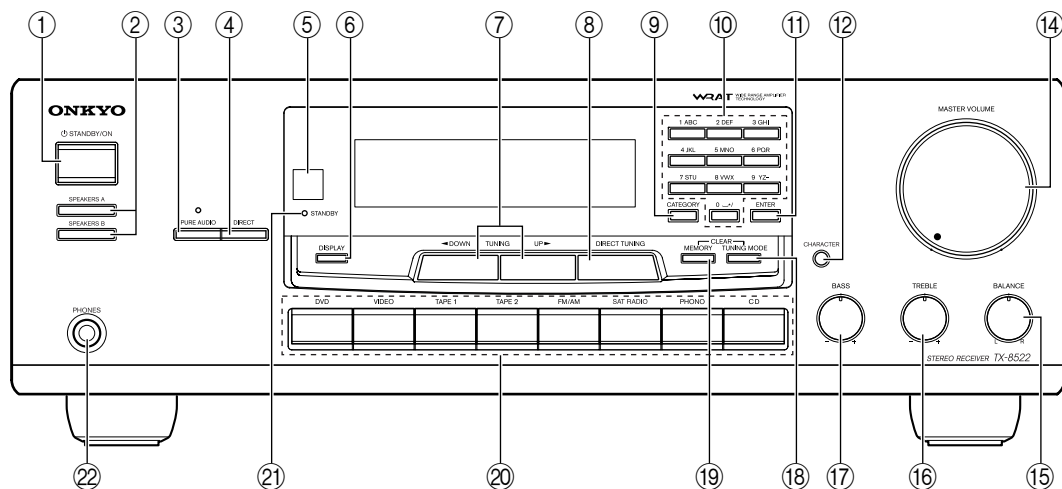 ① ② ③ ④ ⑤ ⑥ ⑦ ⑧ ⑨ ⑩ ⑪ ⑫ ⑭
ONKYO
WRAT WIDE RANGE AMPLIFIER
TECHNOLOGY
MASTER VOLUME
⏻ STANDBY/ON
1 ABC 2 DEF 3 GHI
4 JKL 5 MNO 6 PQR
7 STU 8 VWX 9 YZ–
SPEAKERS A
SPEAKERS B
PURE AUDIO DIRECT
STANDBY
CATEGORY 0 ENTER
DISPLAY
◄DOWN TUNING UP► DIRECT TUNING
CLEAR
MEMORY TUNING MODE
CHARACTER
DVD VIDEO TAPE 1 TAPE 2 FM/AM SAT RADIO PHONO CD
BASS TREBLE BALANCE
PHONES
– + – + L R
STEREO RECEIVER TX-8522
㉒ ㉑ ⑳ ⑲ ⑱ ⑰ ⑯ ⑮